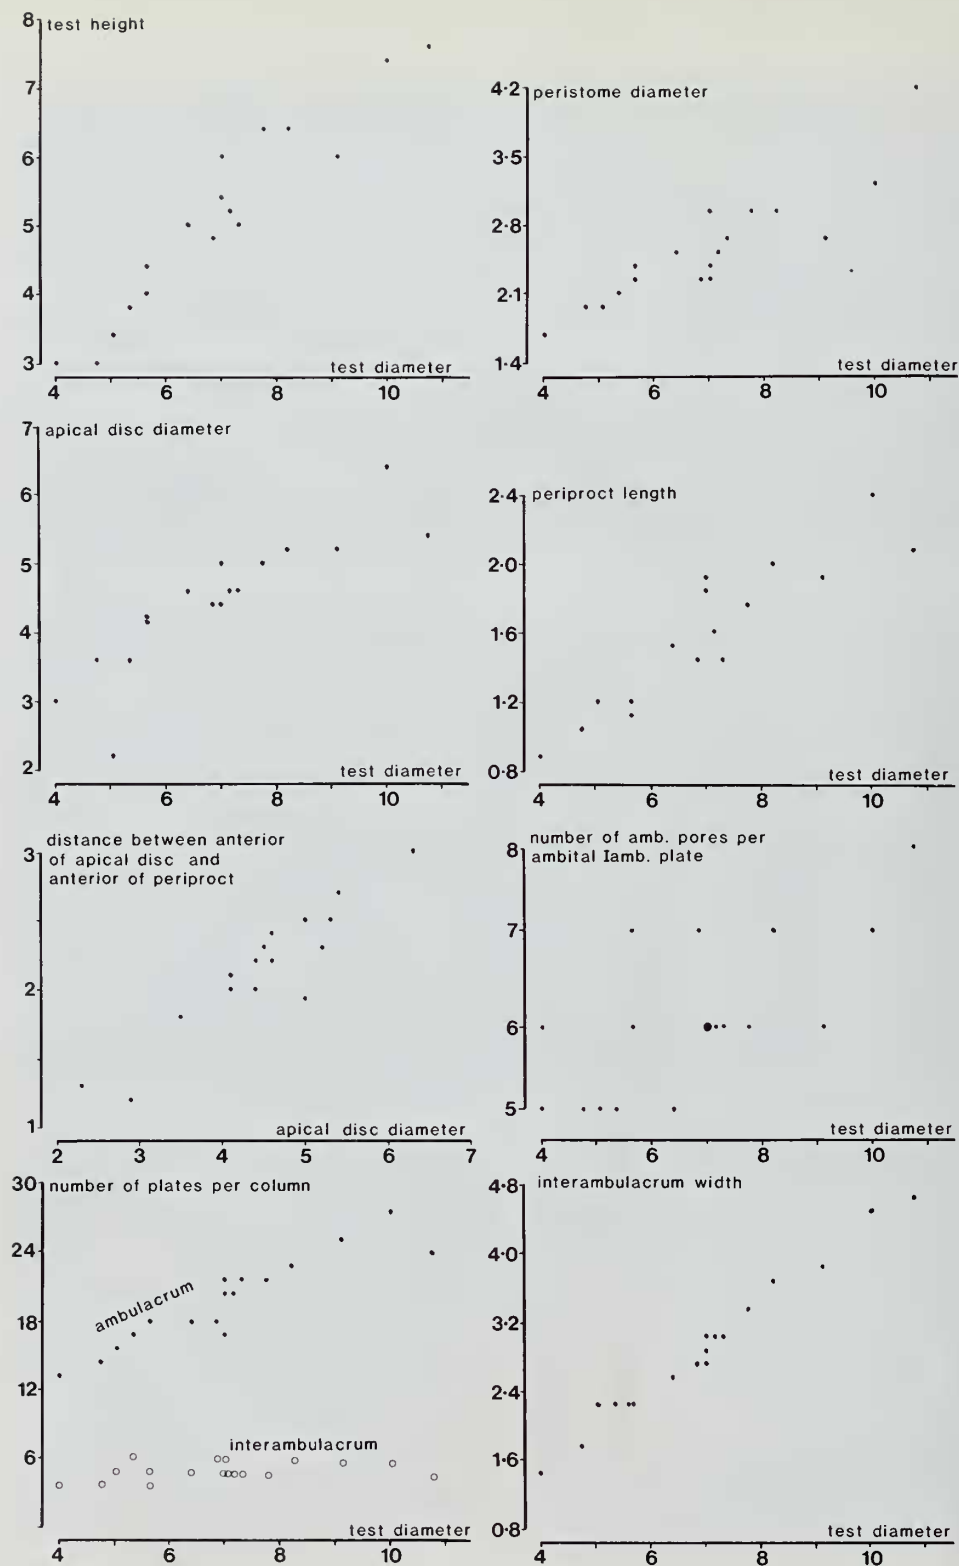 8
test height
7
6
5
4
3
test diameter
4 6 8 10
4·2
peristome diameter
3·5
2·8
2·1
1·4
test diameter
4 6 8 10
7
apical disc diameter
6
5
4
3
2
test diameter
4 6 8 10
2·4
periproct length
2·0
1·6
1·2
0·8
test diameter
4 6 8 10
distance between anterior
3
of apical disc and
anterior of periproct
2
1
apical disc diameter
2 3 4 5 6 7
number of amb. pores per
8
ambital Iamb. plate
7
6
5
test diameter
4 6 8 10
30
number of plates per column
24
ambulacrum
18
12
interambulacrum
6
test diameter
4 6 8 10
4·8
interambulacrum width
4·0
3·2
2·4
1·6
0·8
test diameter
4 6 8 10